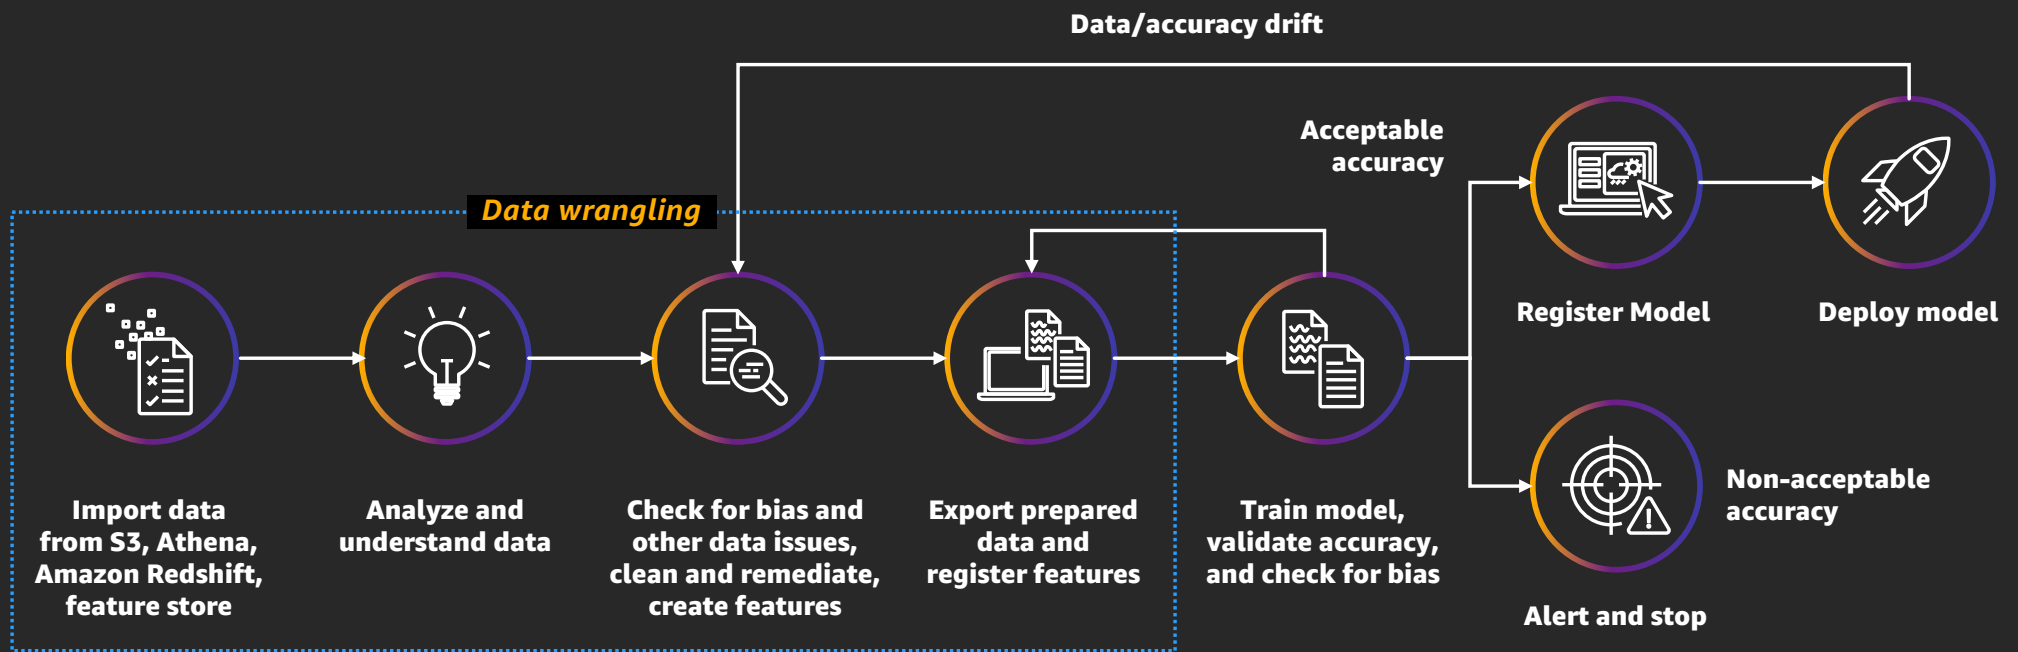 Data/accuracy drift
Acceptable
accuracy
Data wrangling
Register Model
Deploy model
Import data
from S3, Athena,
Amazon Redshift,
feature store
Analyze and
understand data
Check for bias and
other data issues,
clean and remediate,
create features
Export prepared
data and
register features
Train model,
validate accuracy,
and check for bias
Non-acceptable
accuracy
Alert and stop